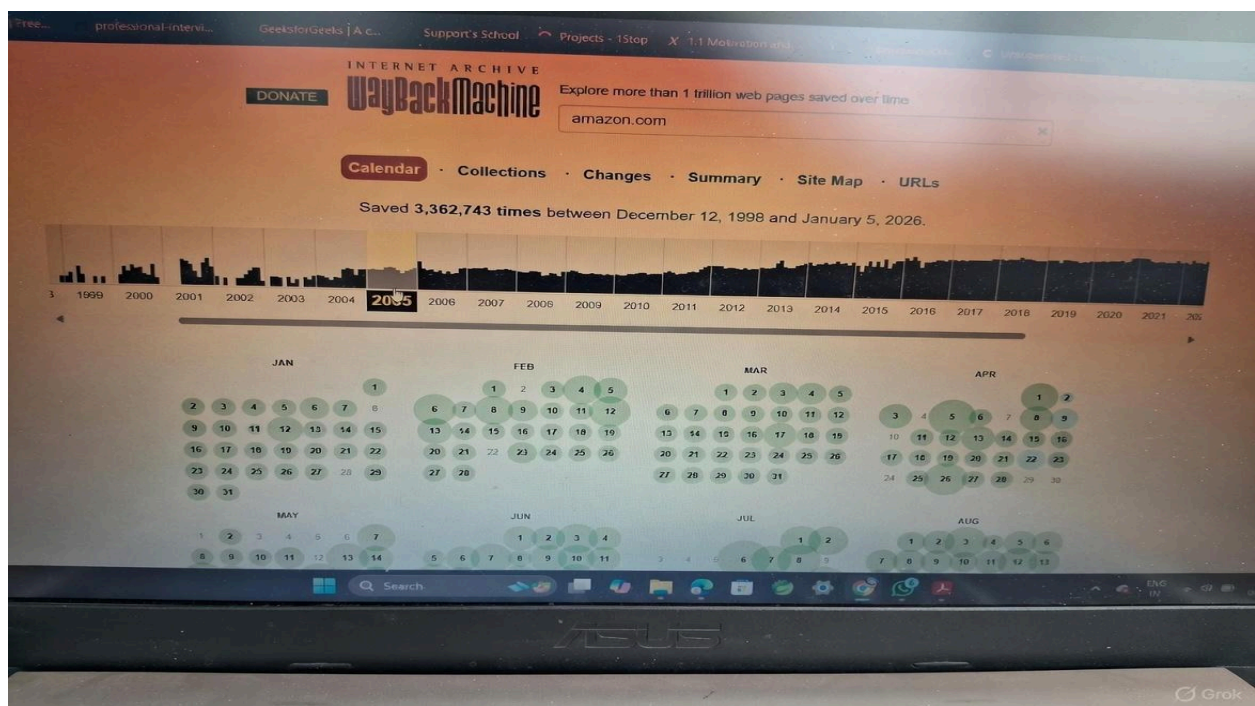 Free...
professional-intervi...
GeeksforGeeks | A c...
Support's School
Projects - 1Stop
INTERNET ARCHIVE
WayBackMachine
DONATE
Explore more than 1 trillion web pages saved over time
amazon.com
Calendar · Collections · Changes · Summary · Site Map · URLs
Saved 3,362,743 times between December 12, 1998 and January 5, 2026.
1999 2000 2001 2002 2003 2004 2005 2006 2007 2008 2009 2010 2011 2012 2013 2014 2015 2016 2017 2018 2019 2020 2021
JAN
1
2 3 4 5 6 7 8
9 10 11 12 13 14 15
16 17 18 19 20 21 22
23 24 25 26 27 28 29
30 31
FEB
1 2 3 4 5
6 7 8 9 10 11 12
13 14 15 16 17 18 19
20 21 22 23 24 25 26
27 28
MAR
1 2 3 4 5
6 7 8 9 10 11 12
13 14 15 16 17 18 19
20 21 22 23 24 25 26
27 28 29 30 31
APR
1 2
3 4 5 6 7 8 9
10 11 12 13 14 15 16
17 18 19 20 21 22 23
24 25 26 27 28 29 30
MAY
1 2 3 4 5 6 7
8 9 10 11 12 13 14
JUN
1 2 3 4
5 6 7 8 9 10 11
JUL
1 2
6 7 8
AUG
1 2 3 4 5 6
7 8 9 10 11 12 13
Search
ENG
IN
ASUS
Grok